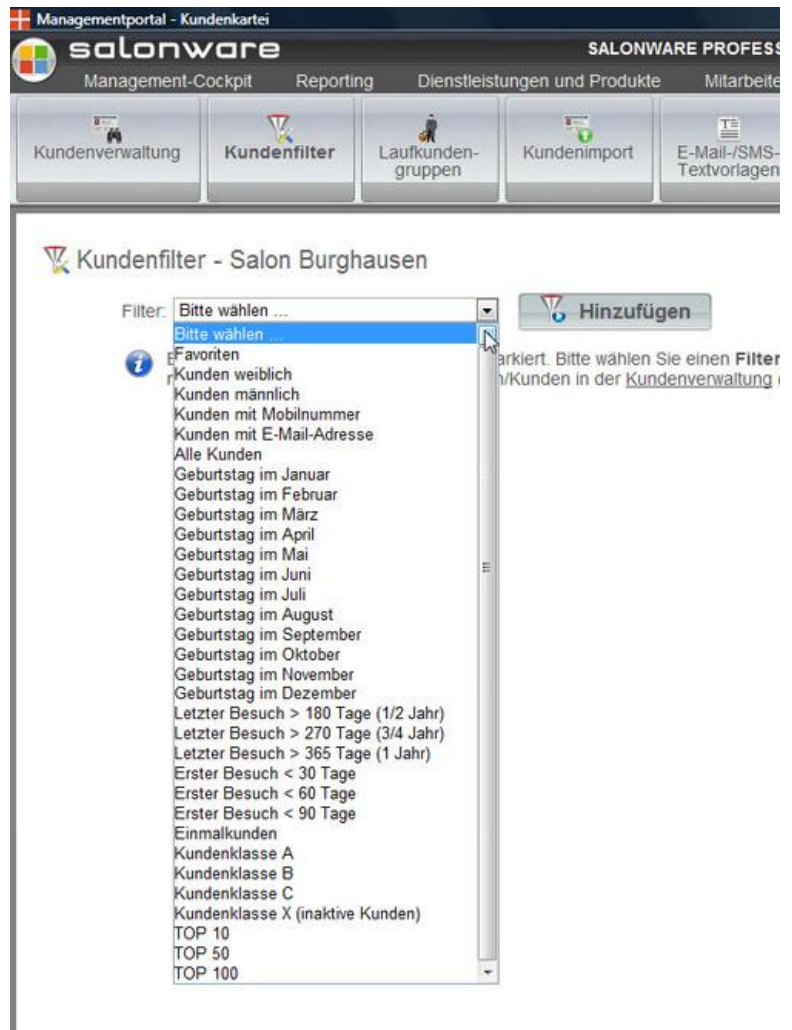 Managementportal - Kundenkartei
salonware
SALONWARE PROFESS
Management-Cockpit Reporting Dienstleistungen und Produkte Mitarbeite
Kundenverwaltung
Kundenfilter
Laufkunden-
gruppen
Kundenimport
E-Mail-/SMS-
Textvorlagen
Kundenfilter - Salon Burghausen
Filter: Bitte wählen ...
Hinzufügen
Bitte wählen ...
Favoriten
arkiert. Bitte wählen Sie einen Filter
Kunden weiblich
n/Kunden in der Kundenverwaltung
Kunden männlich
Kunden mit Mobilnummer
Kunden mit E-Mail-Adresse
Alle Kunden
Geburtstag im Januar
Geburtstag im Februar
Geburtstag im März
Geburtstag im April
Geburtstag im Mai
Geburtstag im Juni
Geburtstag im Juli
Geburtstag im August
Geburtstag im September
Geburtstag im Oktober
Geburtstag im November
Geburtstag im Dezember
Letzter Besuch > 180 Tage (1/2 Jahr)
Letzter Besuch > 270 Tage (3/4 Jahr)
Letzter Besuch > 365 Tage (1 Jahr)
Erster Besuch < 30 Tage
Erster Besuch < 60 Tage
Erster Besuch < 90 Tage
Einmalkunden
Kundenklasse A
Kundenklasse B
Kundenklasse C
Kundenklasse X (inaktive Kunden)
TOP 10
TOP 50
TOP 100